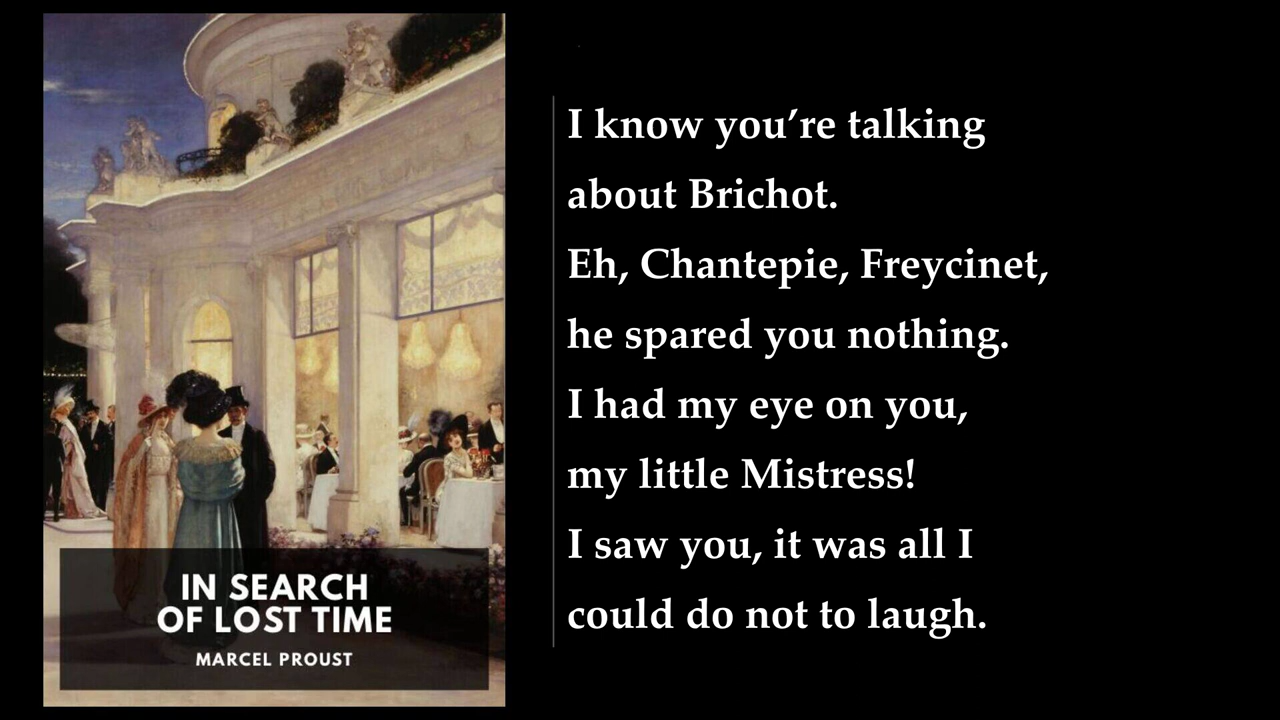 IN SEARCH
OF LOST TIME
MARCEL PROUST
I know you’re talking
about Brichot.
Eh, Chantepie, Freycinet,
he spared you nothing.
I had my eye on you,
my little Mistress!
I saw you, it was all I
could do not to laugh.